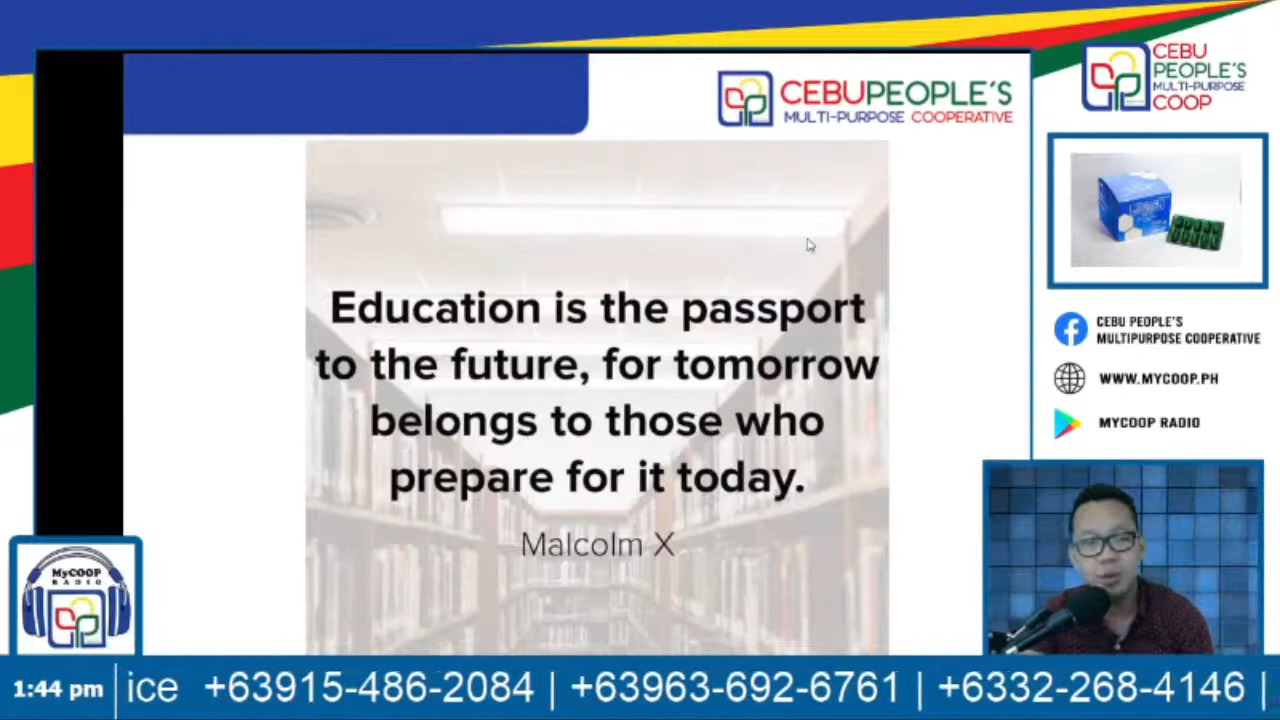 CEBU PEOPLE'S
MULTI-PURPOSE COOPERATIVE
Education is the passport
to the future, for tomorrow
belongs to those who
prepare for it today.
Malcolm X
CEBU
PEOPLE'S
MULTI-PURPOSE
COOP
CEBU PEOPLE'S
MULTIPURPOSE COOPERATIVE
WWW.MYCOOP.PH
MYCOOP RADIO
MyCOOP
RADIO
1:44 pm
ice +63915-486-2084 | +63963-692-6761 | +6332-268-4146 |